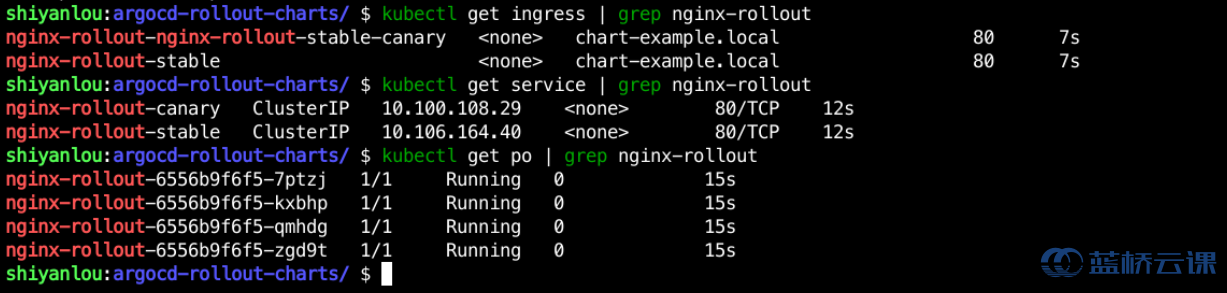 shiyanlou:argocd-rollout-charts/ $ kubectl get ingress | grep nginx-rollout
nginx-rollout-nginx-rollout-stable-canary   <none>   chart-example.local             80      7s
nginx-rollout-stable                        <none>   chart-example.local             80      7s
shiyanlou:argocd-rollout-charts/ $ kubectl get service | grep nginx-rollout
nginx-rollout-canary   ClusterIP   10.100.108.29    <none>        80/TCP    12s
nginx-rollout-stable   ClusterIP   10.106.164.40    <none>        80/TCP    12s
shiyanlou:argocd-rollout-charts/ $ kubectl get po | grep nginx-rollout
nginx-rollout-6556b9f6f5-7ptzj   1/1     Running   0             15s
nginx-rollout-6556b9f6f5-kxbhp   1/1     Running   0             15s
nginx-rollout-6556b9f6f5-qmhdg   1/1     Running   0             15s
nginx-rollout-6556b9f6f5-zgd9t   1/1     Running   0             15s
shiyanlou:argocd-rollout-charts/ $
蓝桥云课